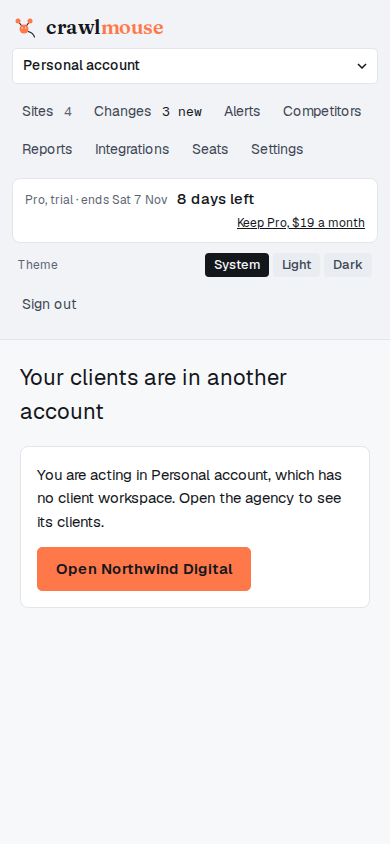 crawlmouse
Personal account
Sites 4 Changes 3 new Alerts Competitors
Reports Integrations Seats Settings
Pro, trial · ends Sat 7 Nov 8 days left
Keep Pro, $19 a month
Theme System Light Dark
Sign out
Your clients are in another
account
You are acting in Personal account, which has
no client workspace. Open the agency to see
its clients.
Open Northwind Digital